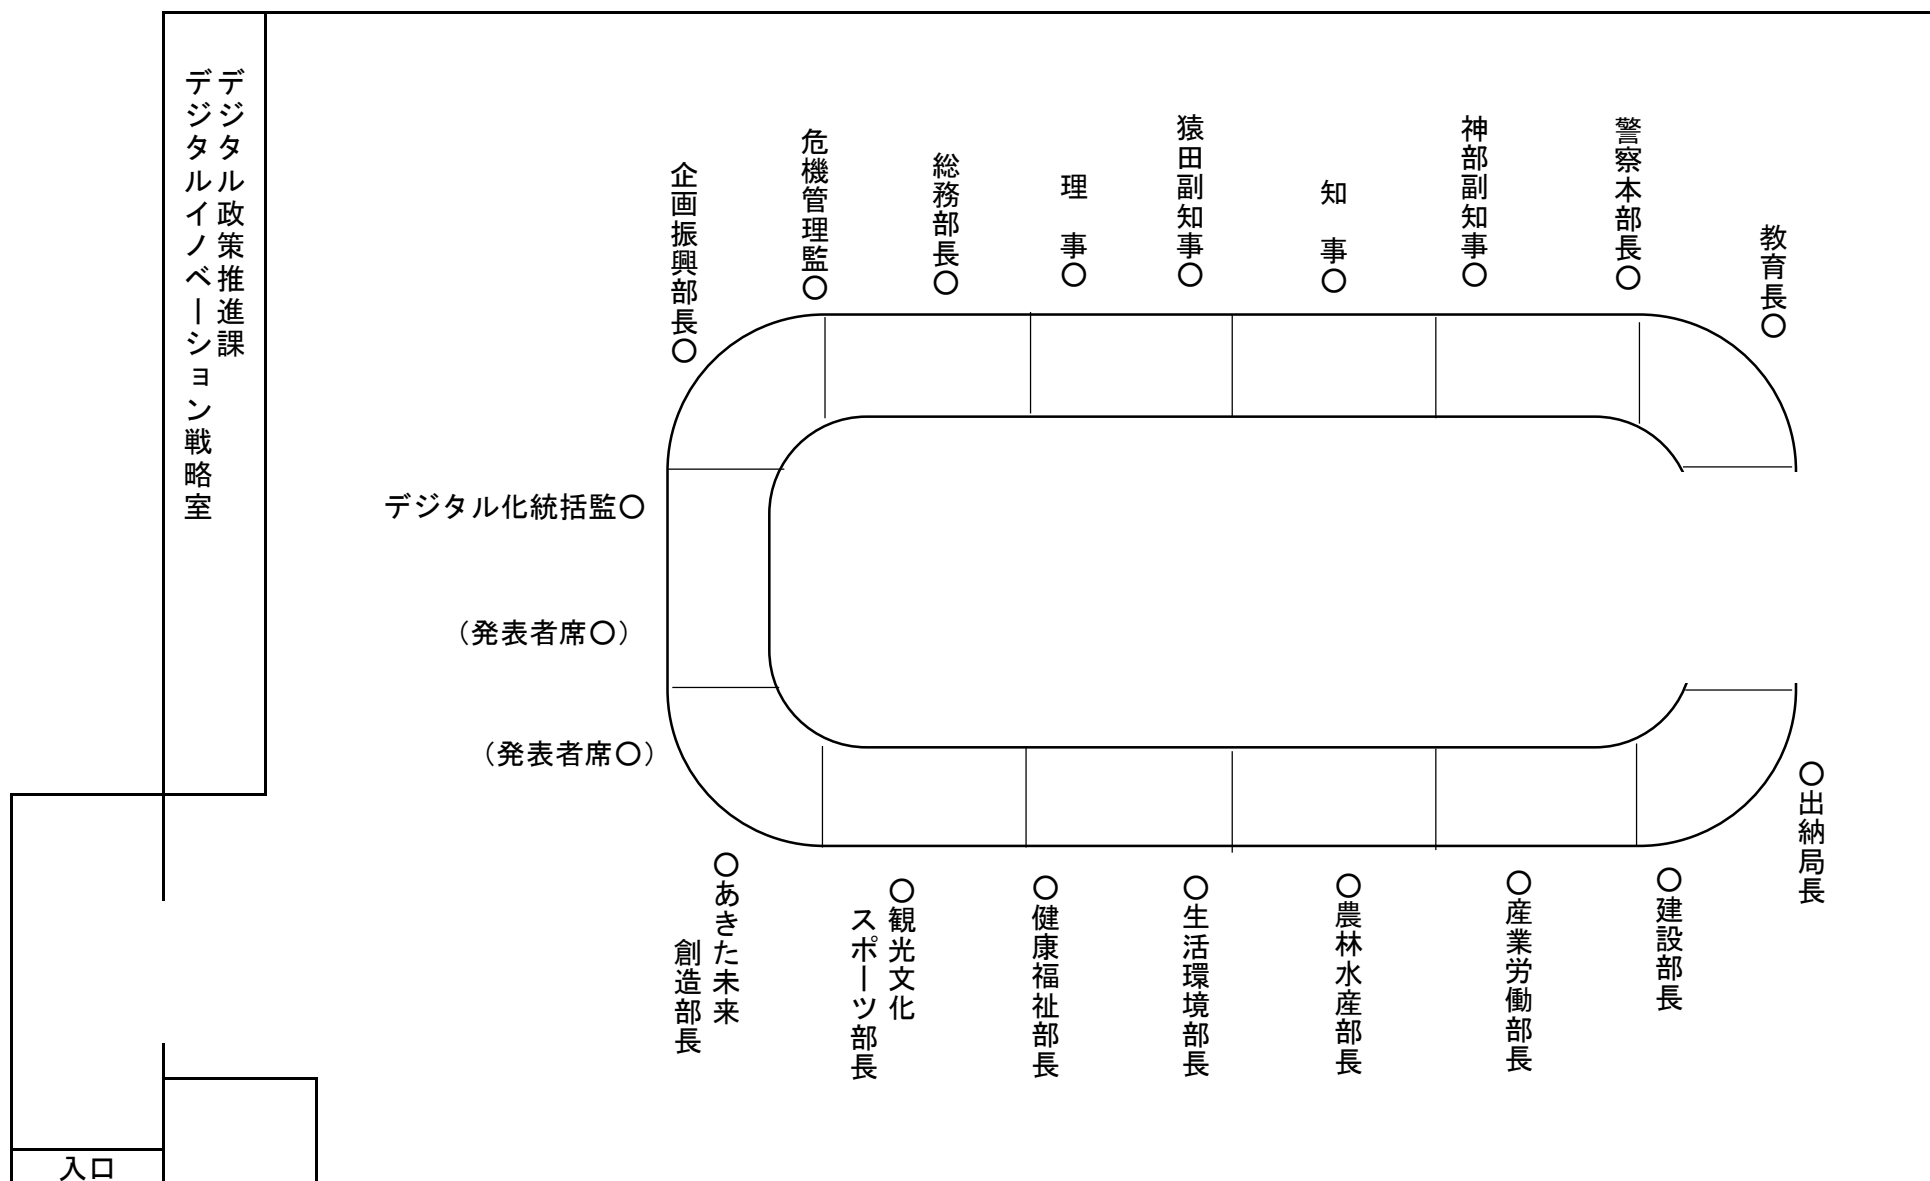 デジタル政策推進課
デジタルイノベーション戦略室
企画振興部長○
危機管理監○
総務部長○
理事○
猿田副知事○
知事○
神部副知事○
警察本部長○
教育長○
デジタル化統括監○
（発表者席○）
（発表者席○）
○あきた未来
創造部長
○観光文化
スポーツ部長
○健康福祉部長
○生活環境部長
○農林水産部長
○産業労働部長
○建設部長
○出納局長
入口